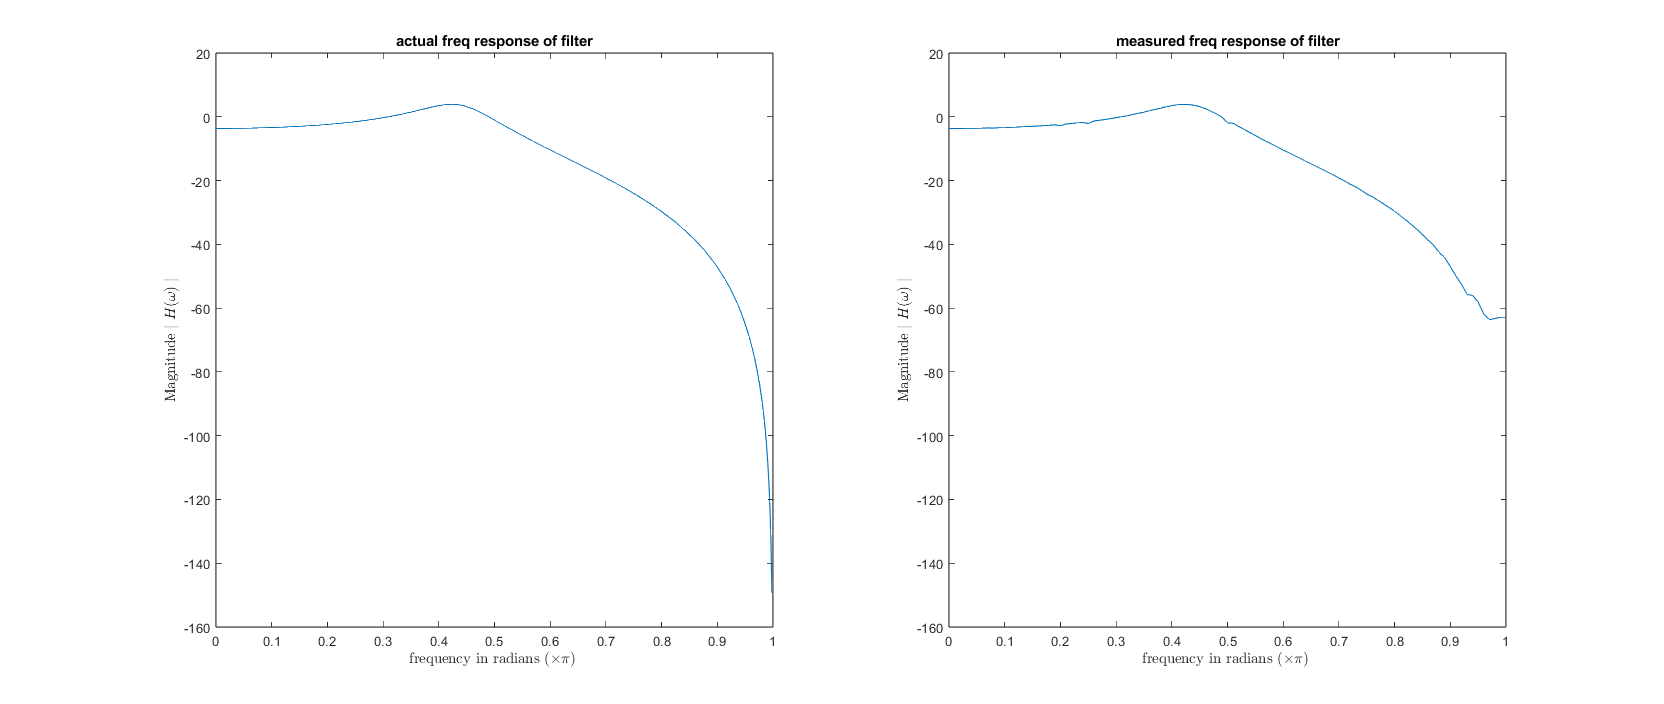 actual freq response of filter
20
0
-20
-40
-60
-80
-100
-120
-140
-160
Magnitude | H(ω) |
0 0.1 0.2 0.3 0.4 0.5 0.6 0.7 0.8 0.9 1
frequency in radians (×π)
measured freq response of filter
20
0
-20
-40
-60
-80
-100
-120
-140
-160
Magnitude | H(ω) |
0 0.1 0.2 0.3 0.4 0.5 0.6 0.7 0.8 0.9 1
frequency in radians (×π)